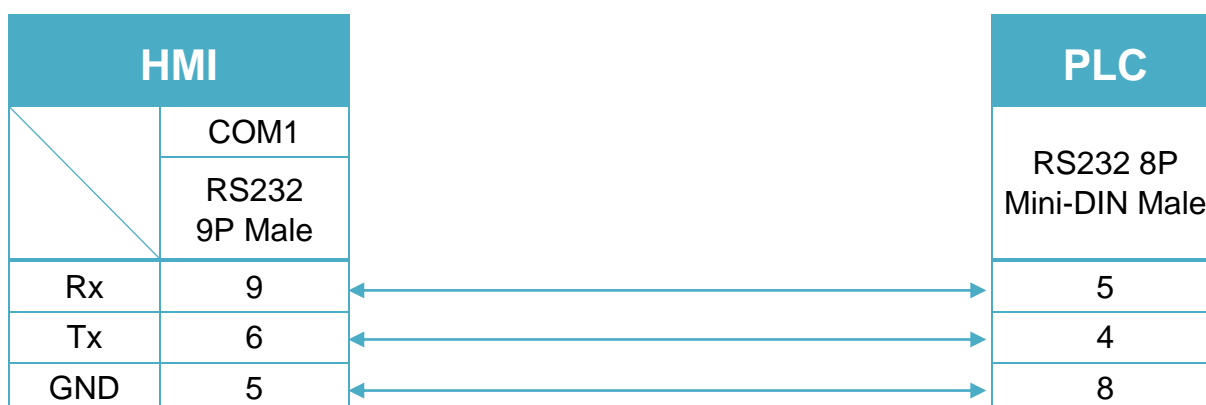 HMI
PLC
COM1
RS232
9P Male
RS232 8P
Mini-DIN Male
Rx 9 5
Tx 6 4
GND 5 8